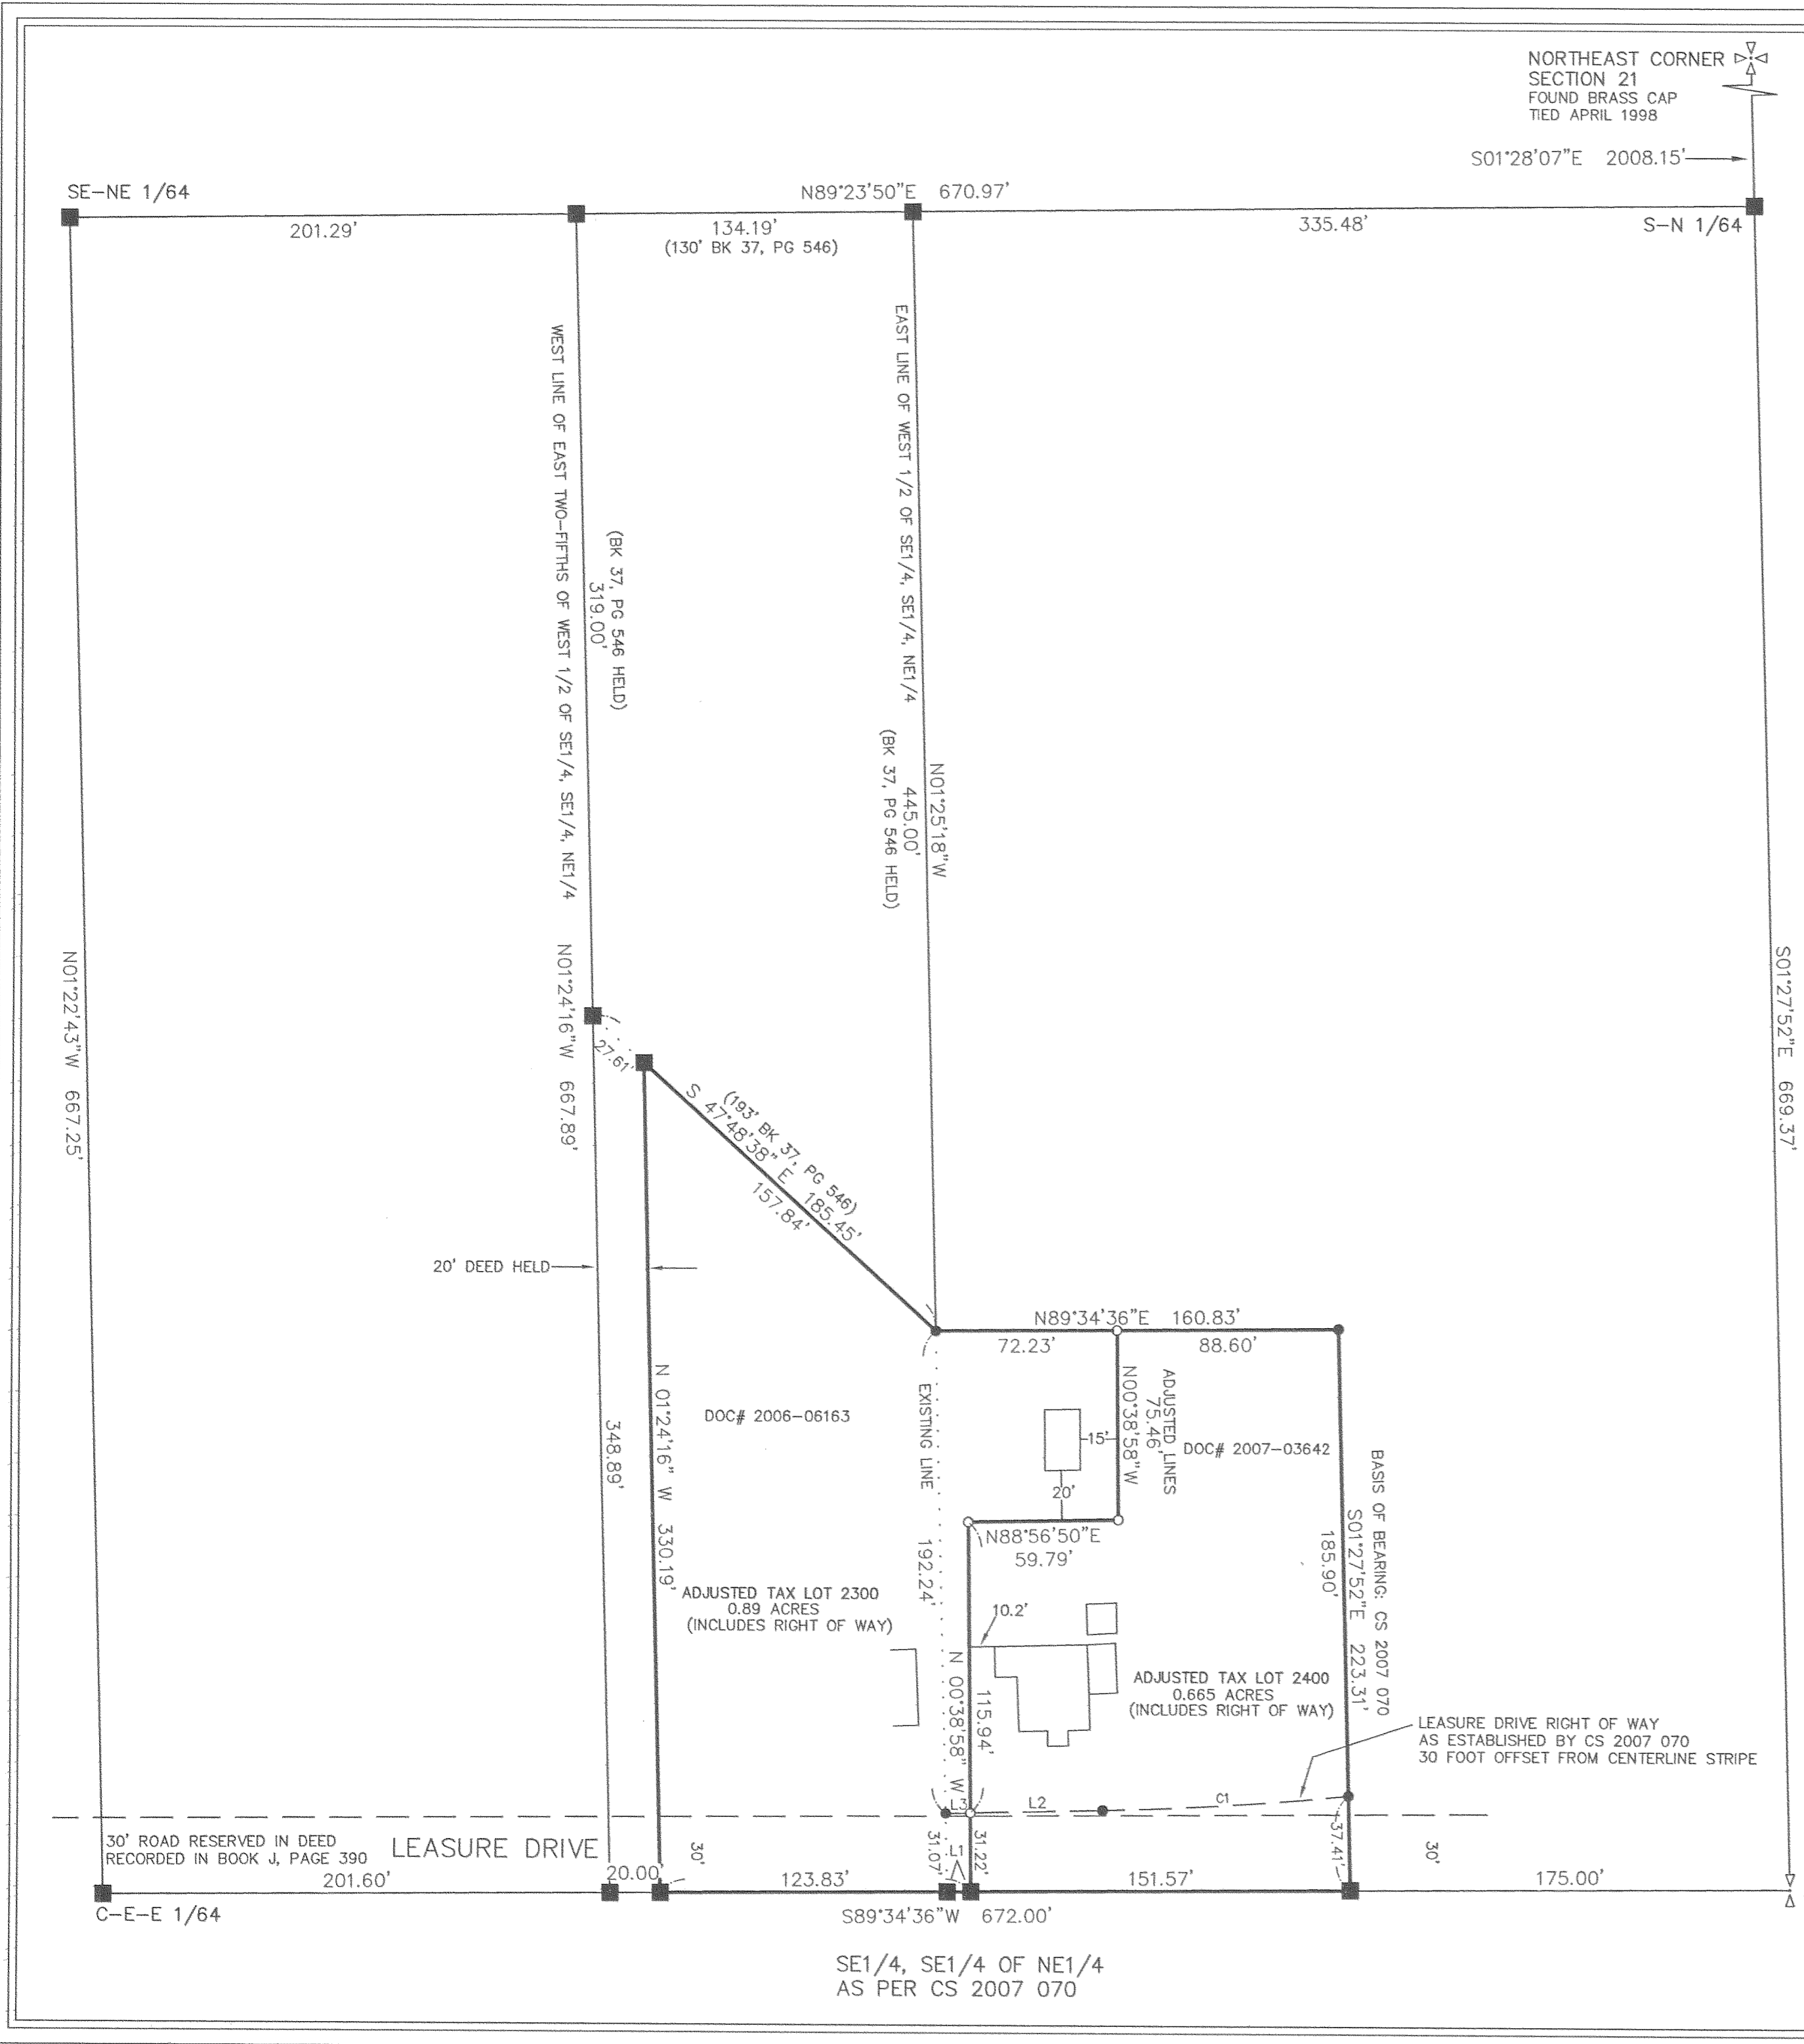 NORTHEAST CORNER
SECTION 21
FOUND BRASS CAP
TIED APRIL 1998
S01°28'07"E 2008.15'
SE-NE 1/64
N89°23'50"E 670.97'
201.29'
134.19'
(130' BK 37, PG 546)
335.48'
S-N 1/64
WEST LINE OF EAST TWO-FIFTHS OF WEST 1/2 OF SE1/4, SE1/4, NE1/4 N01°24'16"W 667.89'
(BK 37, PG 546 HELD)
319.00'
EAST LINE OF WEST 1/2 OF SE1/4, SE1/4, NE1/4
N01°25'18"W
445.00'
(BK 37, PG 546 HELD)
N01°22'43"W 667.25'
S01°27'52"E 669.37'
27.61'
(193' BK 37, PG 546)
S 47°48'38" E 185.45'
157.84'
20' DEED HELD
N89°34'36"E 160.83'
72.23'
88.60'
N 01°24'16" W 330.19'
348.89'
DOC# 2006-06163
EXISTING LINE 192.24'
ADJUSTED LINES
75.46'
N00°38'58"W
15'
DOC# 2007-03642
20'
N88°56'50"E
59.79'
BASIS OF BEARING: CS 2007 070
S01°27'52"E 223.31'
185.90'
ADJUSTED TAX LOT 2300
0.89 ACRES
(INCLUDES RIGHT OF WAY)
10.2'
N 00°38'58" W
115.94'
ADJUSTED TAX LOT 2400
0.665 ACRES
(INCLUDES RIGHT OF WAY)
LEASURE DRIVE RIGHT OF WAY
AS ESTABLISHED BY CS 2007 070
30 FOOT OFFSET FROM CENTERLINE STRIPE
L3
L2
C1
30' ROAD RESERVED IN DEED
RECORDED IN BOOK J, PAGE 390
LEASURE DRIVE
30'
31.07'
L1
31.22'
37.41'
30'
201.60'
20.00'
123.83'
151.57'
175.00'
C-E-E 1/64
S89°34'36"W 672.00'
SE1/4, SE1/4 OF NE1/4
AS PER CS 2007 070